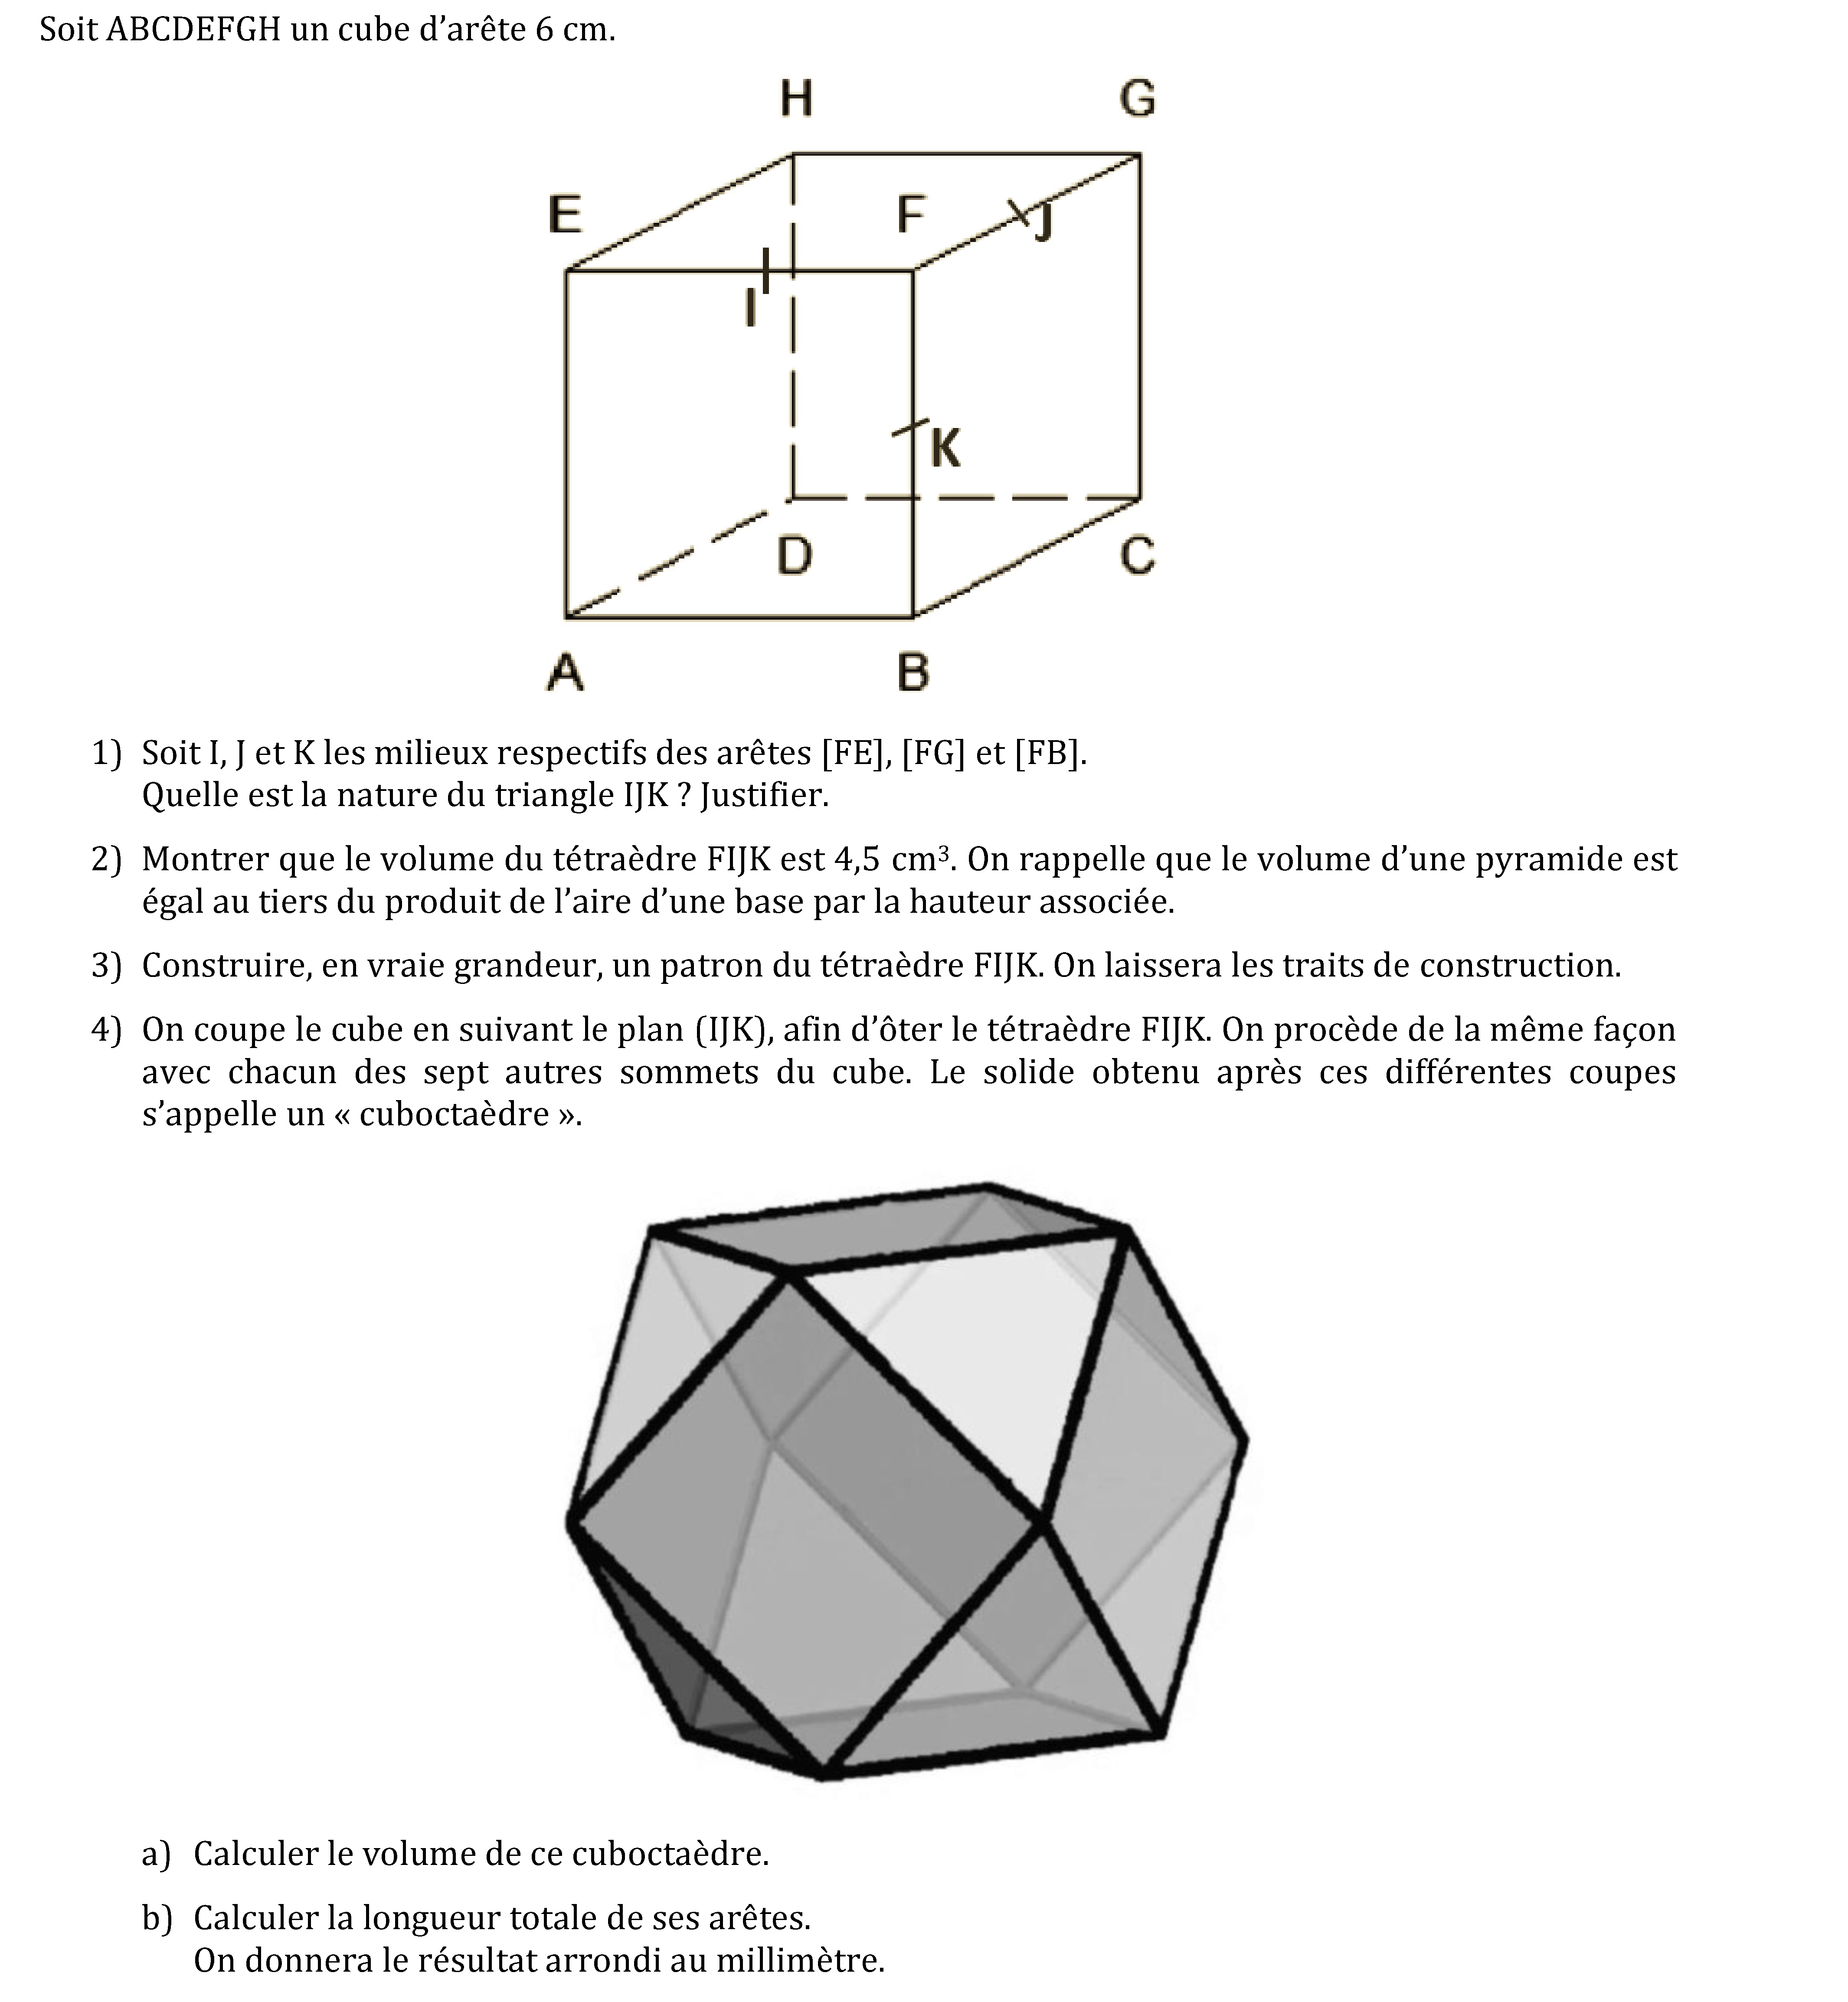 Soit ABCDEFGH un cube d’arête 6 cm.
H
G
E
F
J
I
K
D
C
A
B
1) Soit I, J et K les milieux respectifs des arêtes [FE], [FG] et [FB].
Quelle est la nature du triangle IJK ? Justifier.
2) Montrer que le volume du tétraèdre FIJK est 4,5 cm³. On rappelle que le volume d’une pyramide est
égal au tiers du produit de l’aire d’une base par la hauteur associée.
3) Construire, en vraie grandeur, un patron du tétraèdre FIJK. On laissera les traits de construction.
4) On coupe le cube en suivant le plan (IJK), afin d’ôter le tétraèdre FIJK. On procède de la même façon
avec chacun des sept autres sommets du cube. Le solide obtenu après ces différentes coupes
s’appelle un « cuboctaèdre ».
a) Calculer le volume de ce cuboctaèdre.
b) Calculer la longueur totale de ses arêtes.
On donnera le résultat arrondi au millimètre.